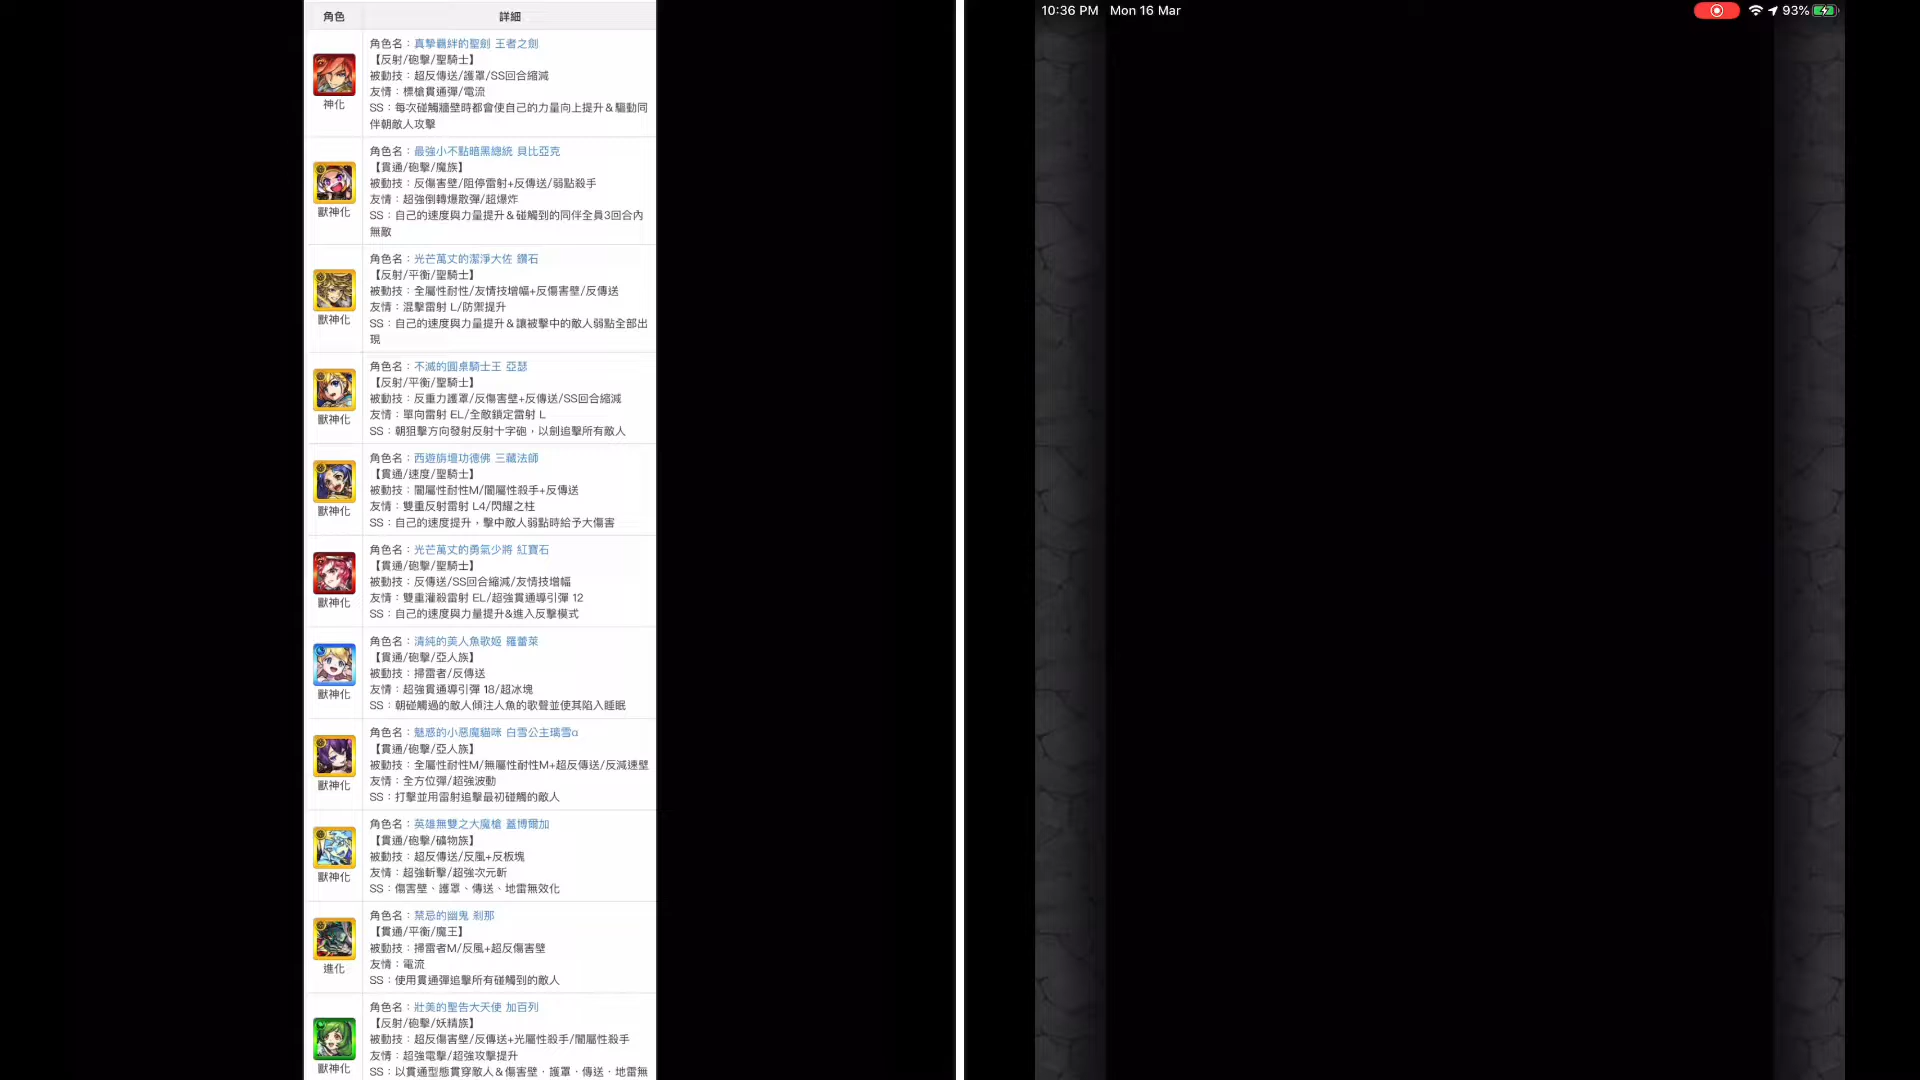 角色
詳細
角色名：真摯羈絆的聖劍 王者之劍
【反射/砲擊/聖騎士】
被動技：超反傳送/護罩/SS回合縮減
友情：標槍貫通彈/電流
SS：每次碰觸牆壁時都會使自己的力量向上提升＆驅動同
伴朝敵人攻擊
神化
角色名：最強小不點暗黑總統 貝比亞克
【貫通/砲擊/魔族】
被動技：反傷害壁/阻停雷射+反傳送/弱點殺手
友情：超強倒轉爆散彈/超爆炸
SS：自己的速度與力量提升＆碰觸到的同伴全員3回合內
無敵
獸神化
角色名：光芒萬丈的潔淨大佐 鑽石
【反射/平衡/聖騎士】
被動技：全屬性耐性/友情技增幅+反傷害壁/反傳送
友情：混擊雷射 L/防禦提升
SS：自己的速度與力量提升＆讓被擊中的敵人弱點全部出
現
獸神化
角色名：不滅的圓桌騎士王 亞瑟
【反射/平衡/聖騎士】
被動技：反重力護罩/反傷害壁+反傳送/SS回合縮減
友情：單向雷射 EL/全敵鎖定雷射 L
SS：朝狙擊方向發射反射十字砲，以劍追擊所有敵人
獸神化
角色名：西遊旃壇功德佛 三藏法師
【貫通/速度/聖騎士】
被動技：闇屬性耐性M/闇屬性殺手+反傳送
友情：雙重反射雷射 L4/閃耀之柱
SS：自己的速度提升，擊中敵人弱點時給予大傷害
獸神化
角色名：光芒萬丈的勇氣少將 紅寶石
【貫通/砲擊/聖騎士】
被動技：反傳送/SS回合縮減/友情技增幅
友情：雙重灌殺雷射 EL/超強貫通導引彈 12
SS：自己的速度與力量提升&進入反擊模式
獸神化
角色名：清純的美人魚歌姬 羅蕾萊
【貫通/砲擊/亞人族】
被動技：掃雷者/反傳送
友情：超強貫通導引彈 18/超冰塊
SS：朝碰觸過的敵人傾注人魚的歌聲並使其陷入睡眠
獸神化
角色名：魅惑的小惡魔貓咪 白雪公主璃雪α
【貫通/砲擊/亞人族】
被動技：全屬性耐性M/無屬性耐性M+超反傳送/反減速壁
友情：全方位彈/超強波動
SS：打擊並用雷射追擊最初碰觸的敵人
獸神化
角色名：英雄無雙之大魔槍 蓋博爾加
【貫通/砲擊/礦物族】
被動技：超反傳送/反風+反板塊
友情：超強斬擊/超強次元斬
SS：傷害壁、護罩、傳送、地雷無效化
獸神化
角色名：禁忌的幽鬼 剎那
【貫通/平衡/魔王】
被動技：掃雷者M/反風+超反傷害壁
友情：電流
SS：使用貫通彈追擊所有碰觸到的敵人
進化
角色名：壯美的聖告大天使 加百列
【反射/砲擊/妖精族】
被動技：超反傷害壁/反傳送+光屬性殺手/闇屬性殺手
友情：超強電擊/超強攻擊提升
SS：以貫通型態貫穿敵人＆傷害壁．護罩．傳送．地雷無
獸神化
10:36 PM Mon 16 Mar
93%